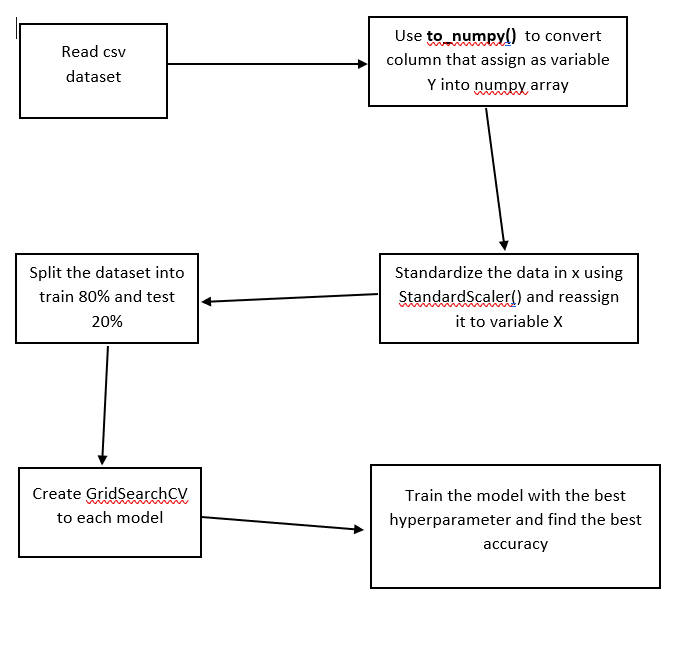 Read csv
dataset
Use to_numpy() to convert
column that assign as variable
Y into numpy array
Standardize the data in x using
StandardScaler() and reassign
it to variable X
Split the dataset into
train 80% and test
20%
Create GridSearchCV
to each model
Train the model with the best
hyperparameter and find the best
accuracy